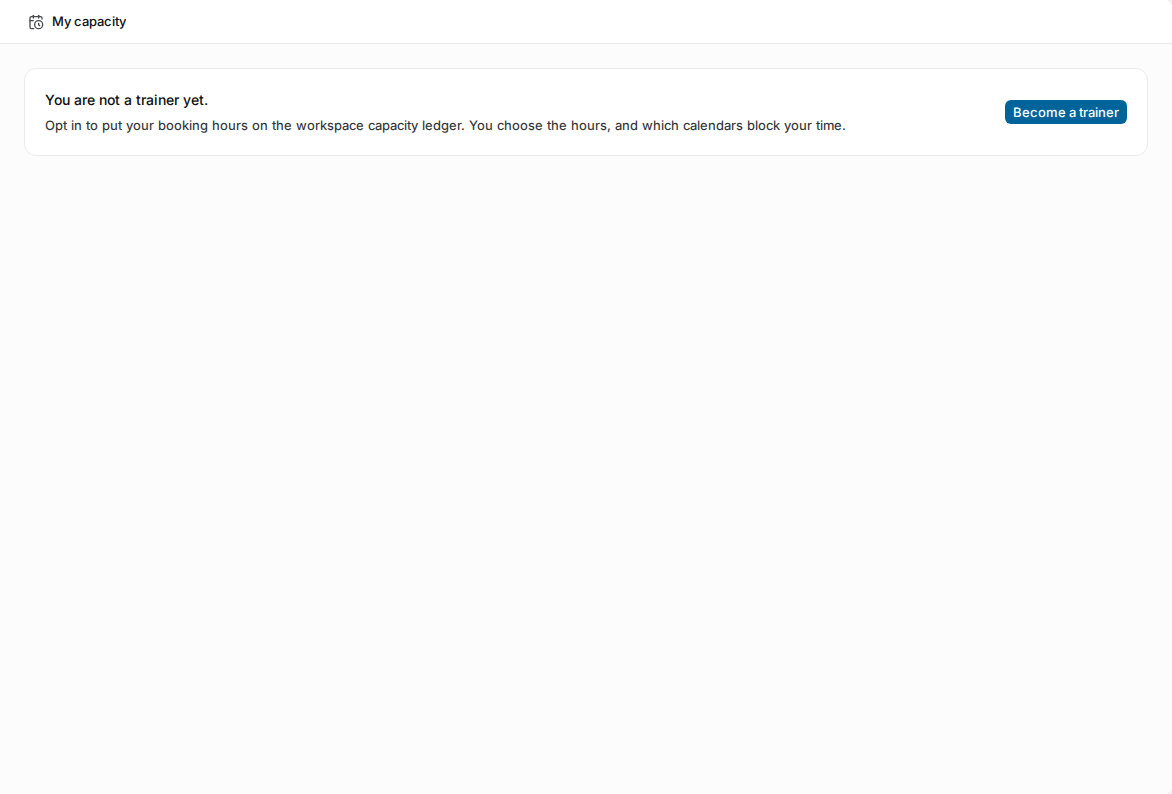 My capacity
You are not a trainer yet.
Opt in to put your booking hours on the workspace capacity ledger. You choose the hours, and which calendars block your time.
Become a trainer